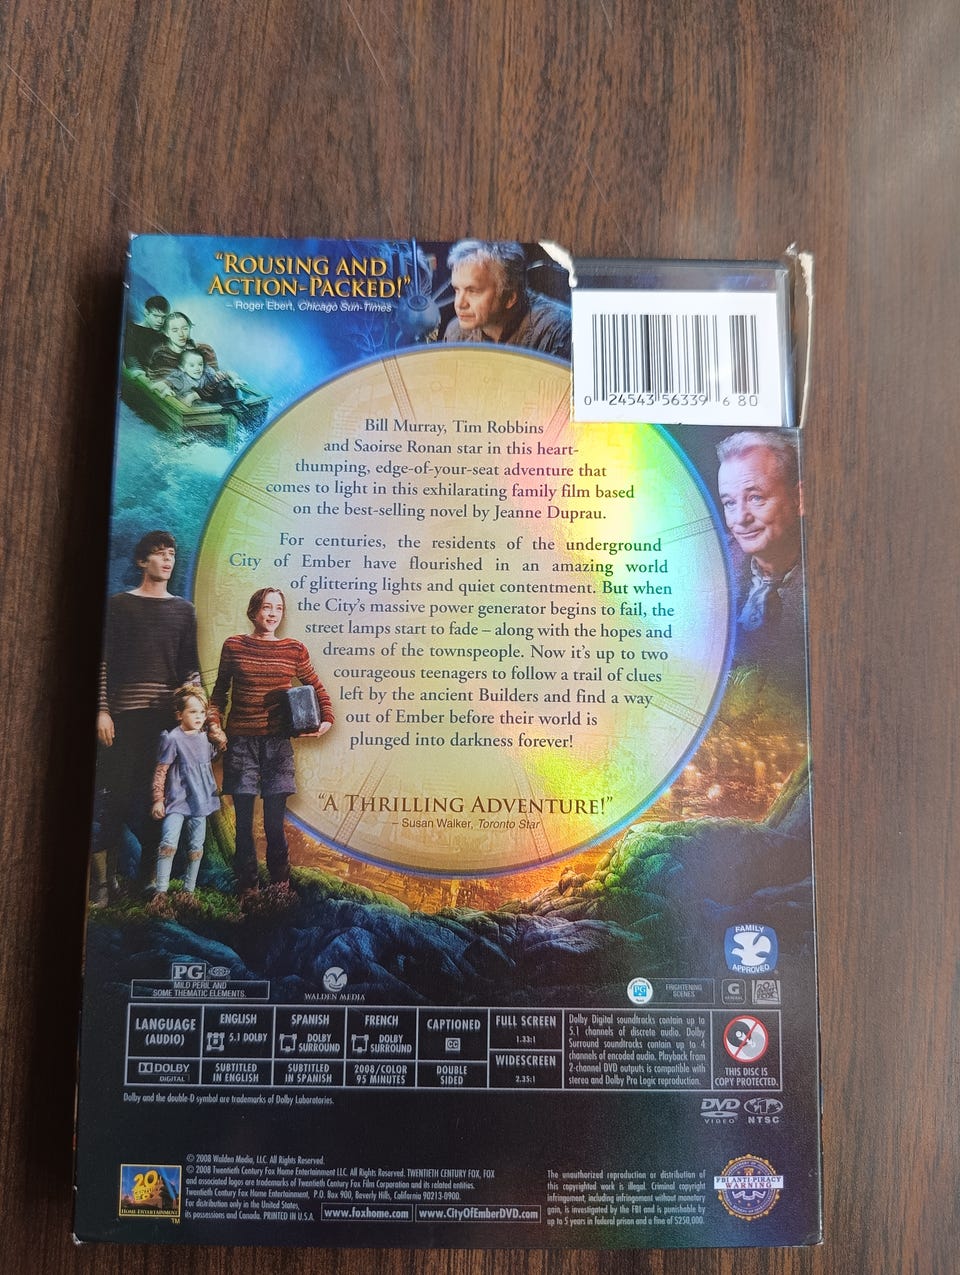 “ROUSING AND
ACTION-PACKED!”
– Roger Ebert, Chicago Sun-Times
0 24543 56339 6 80
Bill Murray, Tim Robbins
and Saoirse Ronan star in this heart-
thumping, edge-of-your-seat adventure that
comes to light in this exhilarating family film based
on the best-selling novel by Jeanne Duprau.
For centuries, the residents of the underground
City of Ember have flourished in an amazing world
of glittering lights and quiet contentment. But when
the City’s massive power generator begins to fail, the
street lamps start to fade – along with the hopes and
dreams of the townspeople. Now it’s up to two
courageous teenagers to follow a trail of clues
left by the ancient Builders and find a way
out of Ember before their world is
plunged into darkness forever!
“A THRILLING ADVENTURE!”
– Susan Walker, Toronto Star
FAMILY
APPROVED
PG
MILD PERIL AND
SOME THEMATIC ELEMENTS.
WALDEN MEDIA
PG
FRIGHTENING
SCENES
G
LANGUAGE
(AUDIO)
ENGLISH
5.1 DOLBY
SPANISH
DOLBY
SURROUND
FRENCH
DOLBY
SURROUND
CAPTIONED
CC
FULL SCREEN
1.33:1
WIDESCREEN
2.35:1
DOLBY
DIGITAL
SUBTITLED
IN ENGLISH
SUBTITLED
IN SPANISH
2008/COLOR
95 MINUTES
DOUBLE
SIDED
Dolby Digital soundtracks contain up to
5.1 channels of discrete audio. Dolby
Surround soundtracks contain up to 4
channels of encoded audio. Playback from
2-channel DVD outputs is compatible with
stereo and Dolby Pro Logic reproduction.
THIS DISC IS
COPY PROTECTED.
Dolby and the double-D symbol are trademarks of Dolby Laboratories.
DVD
VIDEO
NTSC
© 2008 Walden Media, LLC. All Rights Reserved.
© 2008 Twentieth Century Fox Home Entertainment LLC. All Rights Reserved. TWENTIETH CENTURY FOX, FOX
and associated logos are trademarks of Twentieth Century Fox Film Corporation and its related entities.
Twentieth Century Fox Home Entertainment, P.O. Box 900, Beverly Hills, California 90213-0900.
For distribution only in the United States,
its possessions and Canada. PRINTED IN U.S.A.
www.foxhome.com
www.CityOfEmberDVD.com
20th
CENTURY
FOX
HOME ENTERTAINMENT
TM
The unauthorized reproduction or distribution of
this copyrighted work is illegal. Criminal copyright
infringement, including infringement without monetary
gain, is investigated by the FBI and is punishable by
up to 5 years in federal prison and a fine of $250,000.
FBI ANTI-PIRACY
WARNING